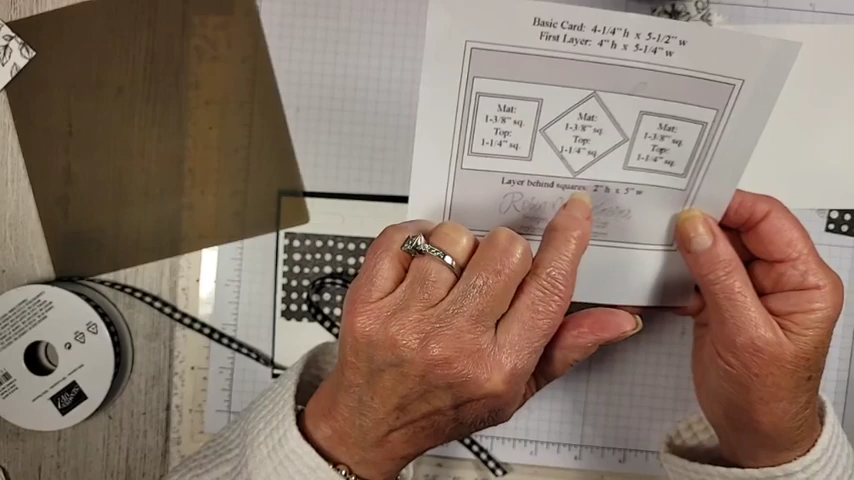 Basic Card: 4-1/4" h x 5-1/2" w
First Layer: 4" h x 5-1/4" w
Mat:
1-3/8" sq.
Top:
1-1/4" sq.
Mat:
1-3/8" sq.
Top:
1-1/4" sq.
Mat:
1-3/8" sq.
Top:
1-1/4" sq.
Layer behind squares: 2" h x 5" w